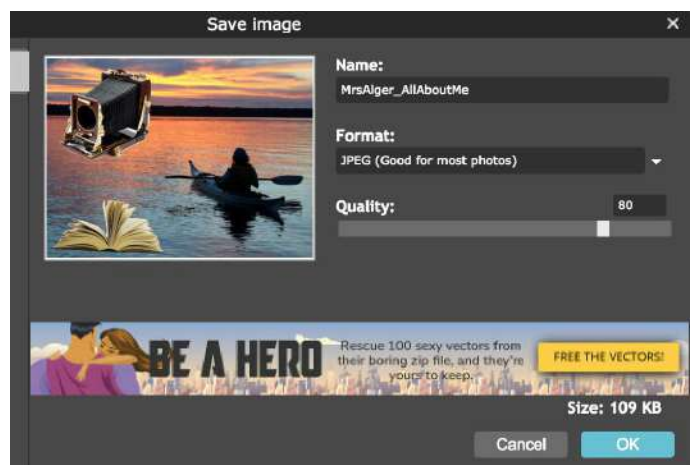 Save image
Name:
MrsAlger_AllAboutMe
Format:
JPEG (Good for most photos)
Quality:
80
BE A HERO
Rescue 100 sexy vectors from
their boring zip file, and they're
yours to keep.
FREE THE VECTORS!
Size: 109 KB
Cancel
OK